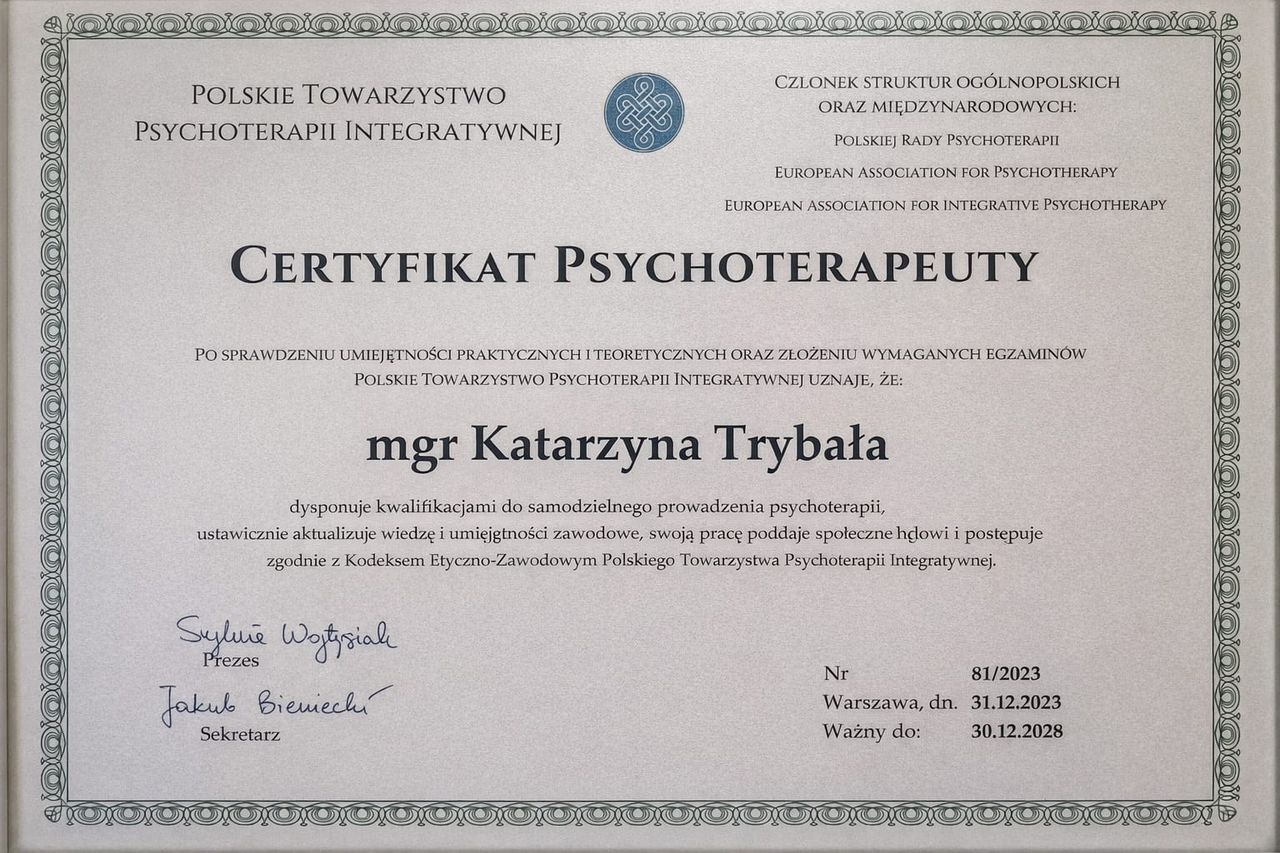 POLSKIE TOWARZYSTWO
PSYCHOTERAPII INTEGRATYWNEJ
CZŁONEK STRUKTUR OGÓLNOPOLSKICH
ORAZ MIĘDZYNARODOWYCH:
POLSKIEJ RADY PSYCHOTERAPII
EUROPEAN ASSOCIATION FOR PSYCHOTHERAPY
EUROPEAN ASSOCIATION FOR INTEGRATIVE PSYCHOTHERAPY
CERTYFIKAT PSYCHOTERAPEUTY
PO SPRAWDZENIU UMIEJĘTNOŚCI PRAKTYCZNYCH I TEORETYCZNYCH ORAZ ZŁOŻENIU WYMAGANYCH EGZAMINÓW
POLSKIE TOWARZYSTWO PSYCHOTERAPII INTEGRATYWNEJ UZNAJE, ŻE:
mgr Katarzyna Trybała
dysponuje kwalifikacjami do samodzielnego prowadzenia psychoterapii,
ustawicznie aktualizuje wiedzę i umięjgtności zawodowe, swoją pracę poddaje społeczne hęlowi i postępuje
zgodnie z Kodeksem Etyczno-Zawodowym Polskiego Towarzystwa Psychoterapii Integratywnej.
Sylwie Wojtysiak
Prezes
Jakub Bieniecki
Sekretarz
Nr 81/2023
Warszawa, dn. 31.12.2023
Ważny do: 30.12.2028